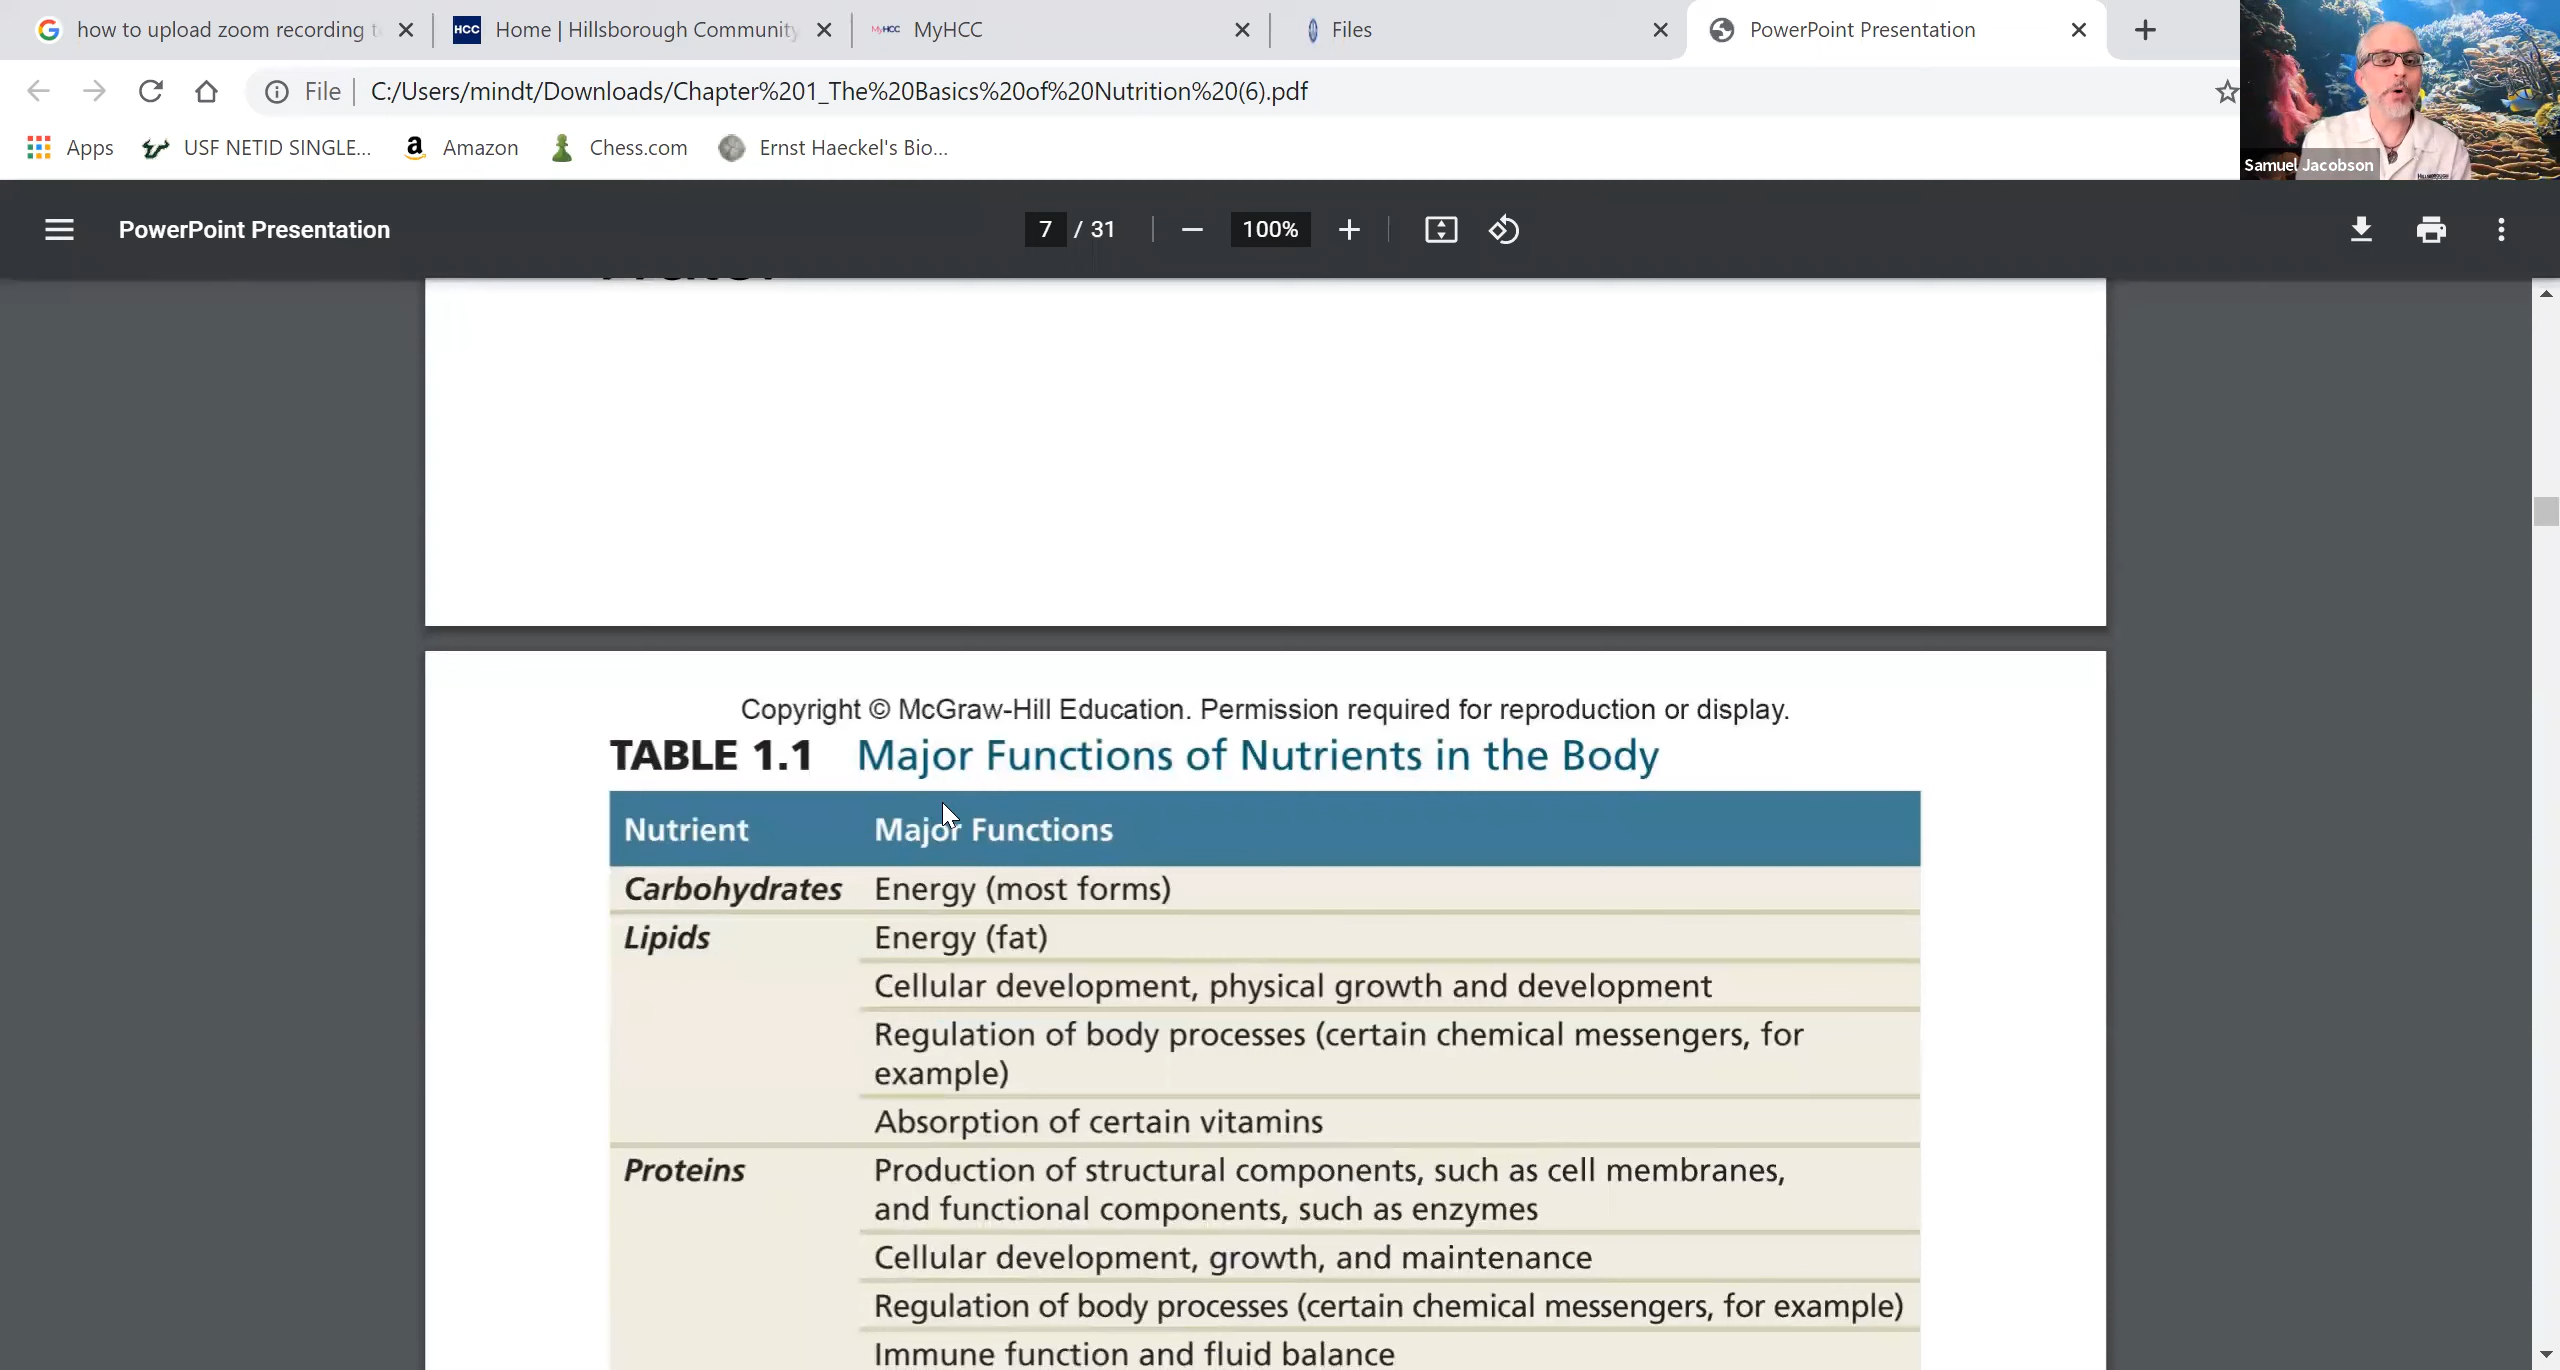 how to upload zoom recording t
Home | Hillsborough Community
MyHCC
Files
PowerPoint Presentation
File
C:/Users/mindt/Downloads/Chapter%201_The%20Basics%20of%20Nutrition%20(6).pdf
Apps
USF NETID SINGLE...
Amazon
Chess.com
Ernst Haeckel's Bio...
Samuel Jacobson
PowerPoint Presentation
7 / 31
100%
Copyright © McGraw-Hill Education. Permission required for reproduction or display.
TABLE 1.1 Major Functions of Nutrients in the Body
Nutrient Major Functions
Carbohydrates Energy (most forms)
Lipids Energy (fat)
Cellular development, physical growth and development
Regulation of body processes (certain chemical messengers, for
example)
Absorption of certain vitamins
Proteins Production of structural components, such as cell membranes,
and functional components, such as enzymes
Cellular development, growth, and maintenance
Regulation of body processes (certain chemical messengers, for example)
Immune function and fluid balance